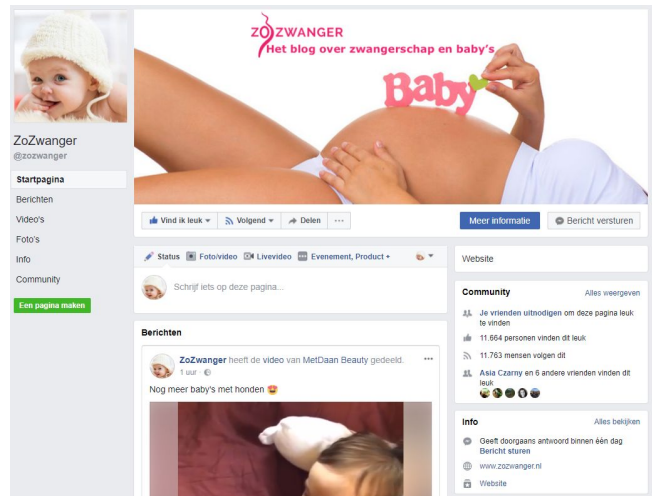 ZOZWANGER
Het blog over zwangerschap en baby's
Baby
ZoZwanger
@zozwanger
Startpagina
Berichten
Video's
Foto's
Info
Community
Een pagina maken
Vind ik leuk
Volgend
Delen
Meer informatie
Bericht versturen
Status
Foto/video
Livevideo
Evenement, Product +
Schrijf iets op deze pagina...
Berichten
ZoZwanger heeft de video van MetDaan Beauty gedeeld.
1 uur
Nog meer baby's met honden
Website
Community
Alles weergeven
Je vrienden uitnodigen om deze pagina leuk
te vinden
11.664 personen vinden dit leuk
11.763 mensen volgen dit
Asia Czarny en 6 andere vrienden vinden dit
leuk
Info
Alles bekijken
Geeft doorgaans antwoord binnen één dag
Bericht sturen
www.zozwanger.nl
Website